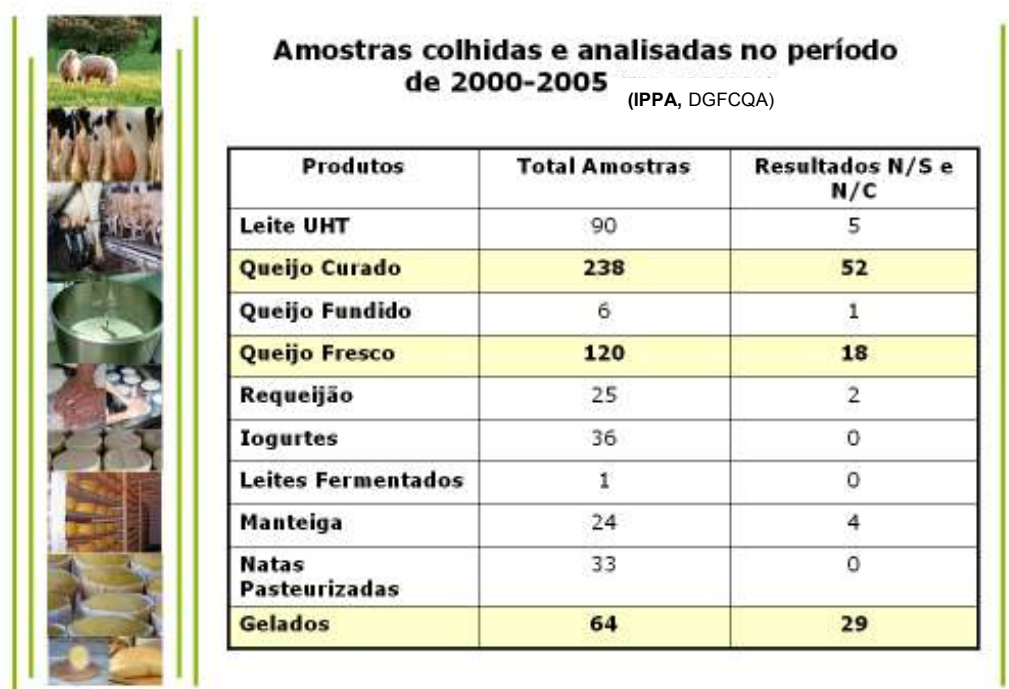 Amostras colhidas e analisadas no período
de 2000-2005 (IPPA, DGFCQA)
Produtos Total Amostras Resultados N/S e
N/C
Leite UHT 90 5
Queijo Curado 238 52
Queijo Fundido 6 1
Queijo Fresco 120 18
Requeijão 25 2
Iogurtes 36 0
Leites Fermentados 1 0
Manteiga 24 4
Natas 33 0
Pasteurizadas
Gelados 64 29